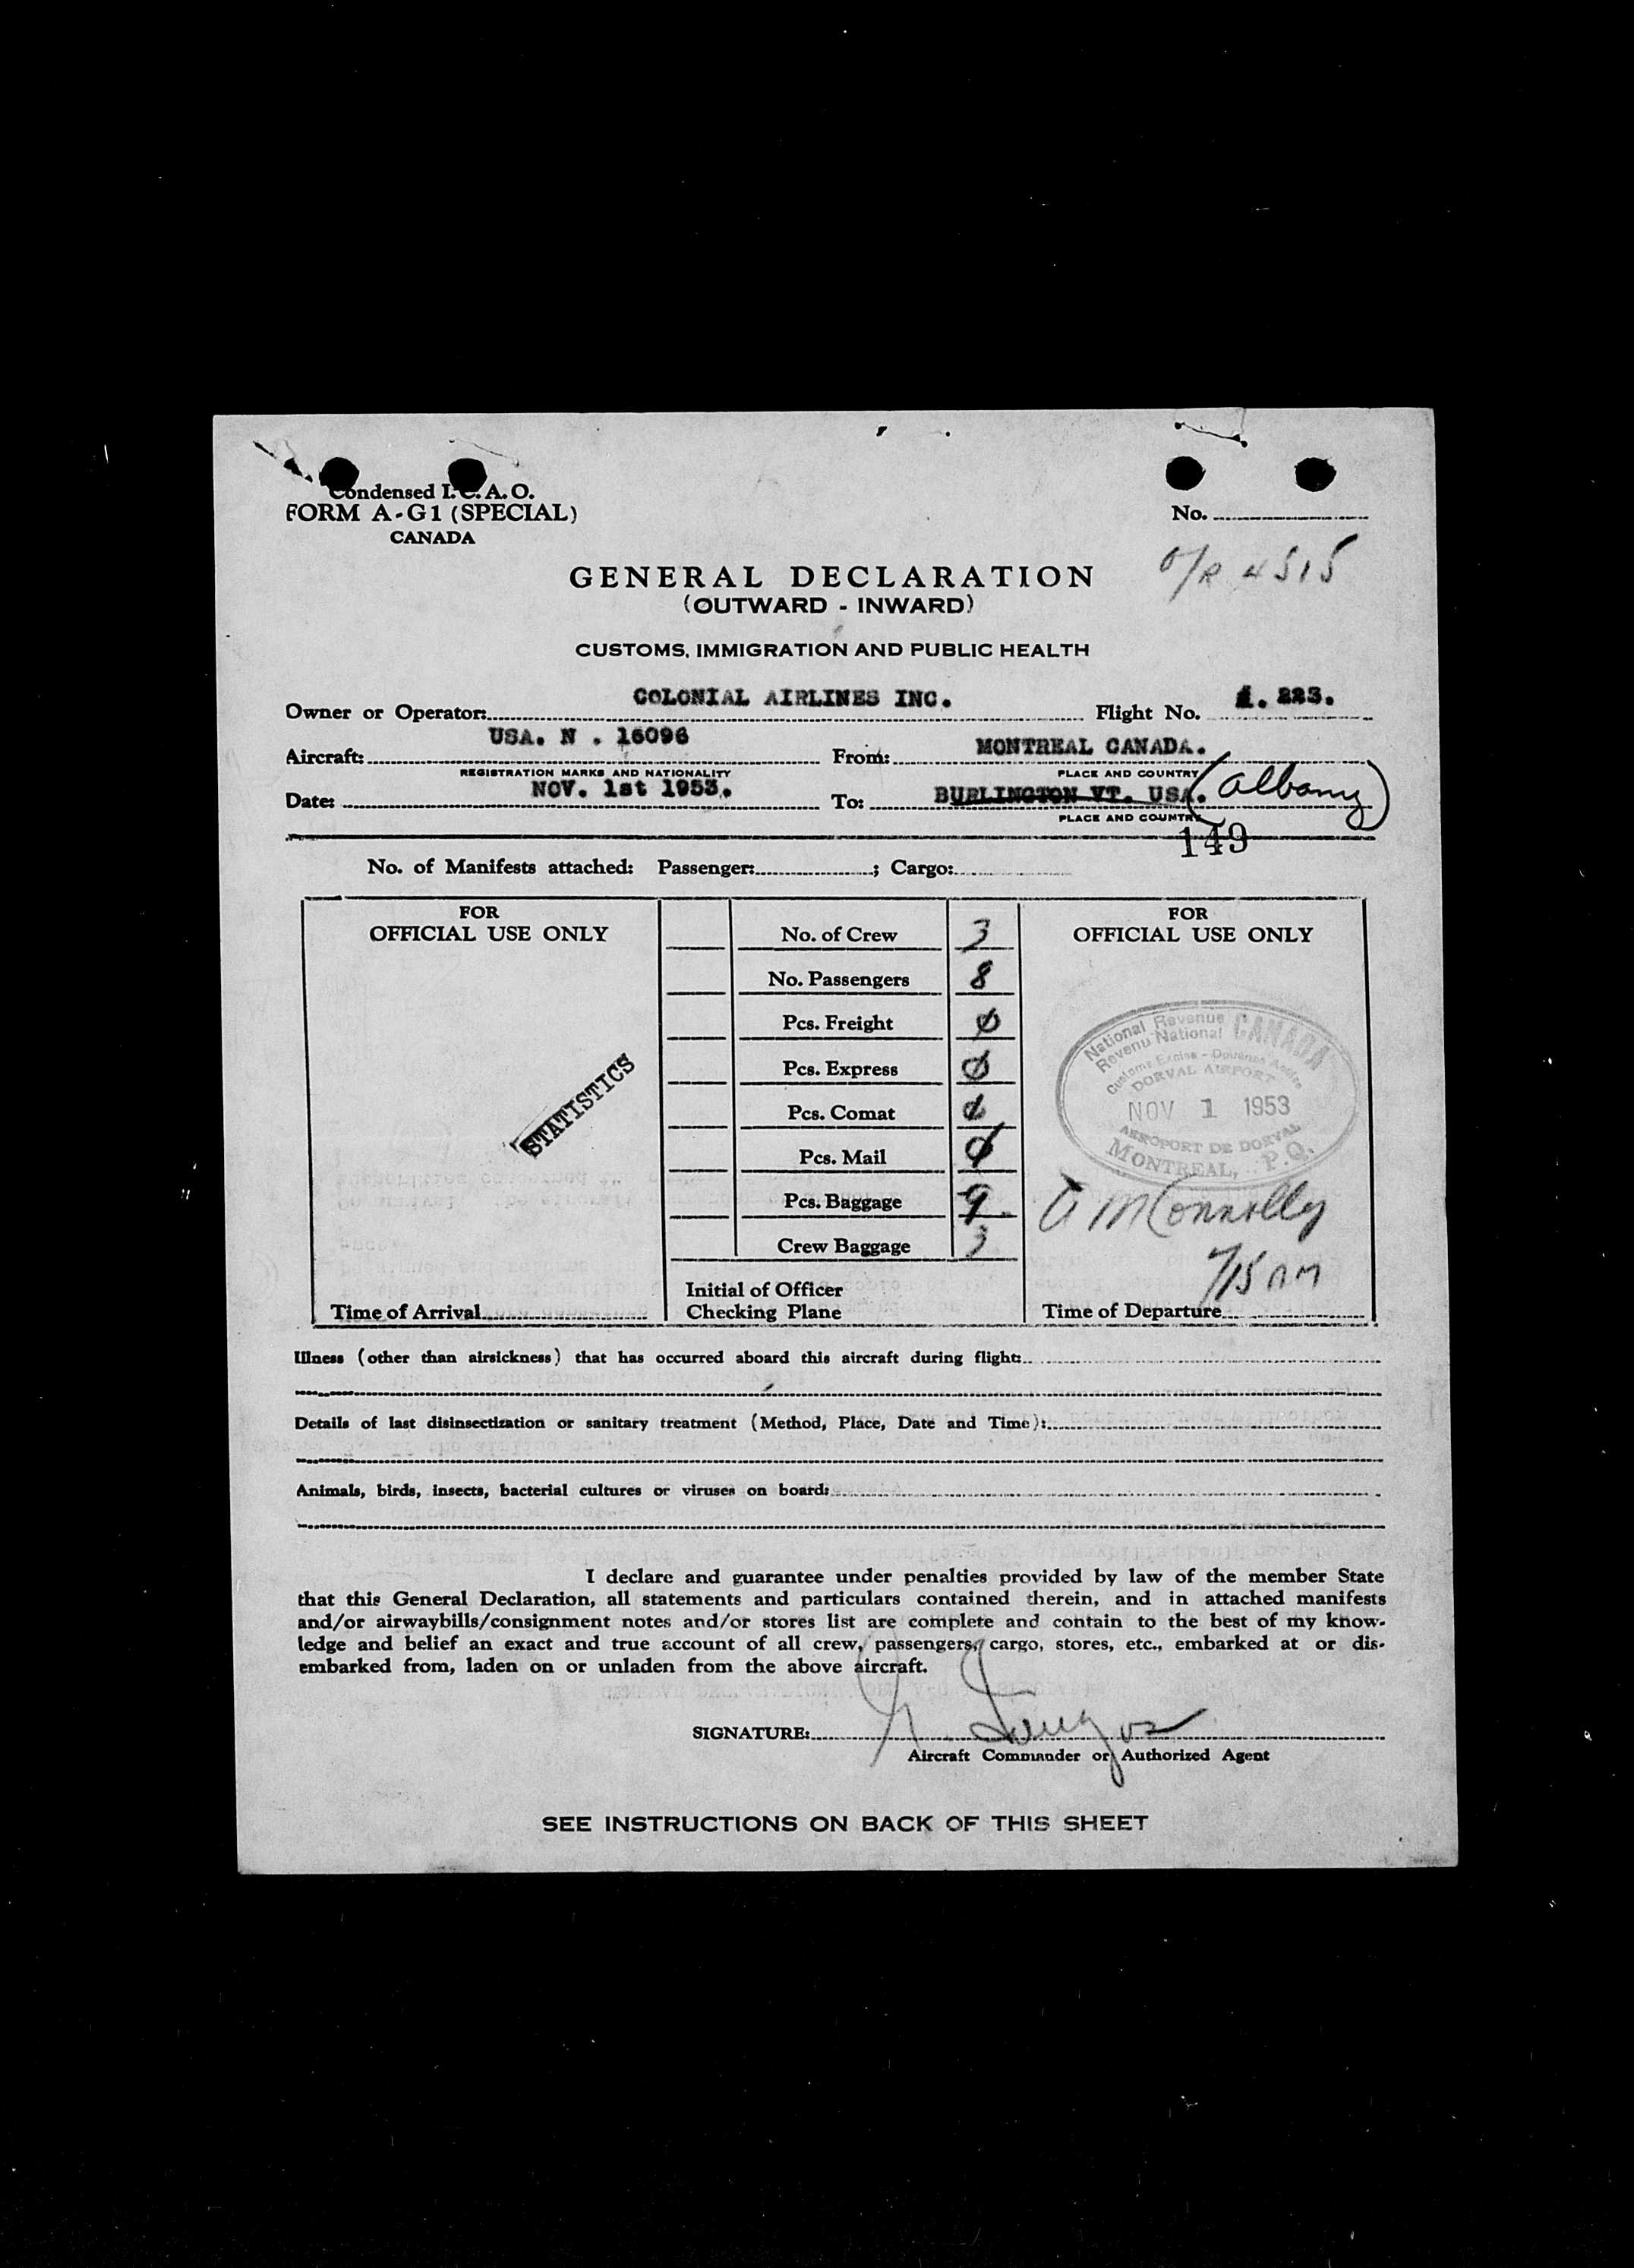 Condensed I.C.A.O.
FORM A-G1 (SPECIAL)
CANADA
No.
O/R 4515
GENERAL DECLARATION
(OUTWARD - INWARD)
CUSTOMS, IMMIGRATION AND PUBLIC HEALTH
Owner or Operator: COLONIAL AIRLINES INC. Flight No. 223.
Aircraft: USA. N . 16096 From: MONTREAL CANADA.
REGISTRATION MARKS AND NATIONALITY PLACE AND COUNTRY
Date: NOV. 1st 1953. To: BURLINGTON VT. USA. (Albany)
PLACE AND COUNTRY
149
No. of Manifests attached: Passenger: ; Cargo:
FOR OFFICIAL USE ONLY
STATISTICS
Time of Arrival
No. of Crew 3
No. Passengers 8
Pcs. Freight 0
Pcs. Express 0
Pcs. Comat 0
Pcs. Mail 0
Pcs. Baggage 9
Crew Baggage 3
Initial of Officer
Checking Plane
FOR OFFICIAL USE ONLY
National Revenue CANADA
Revenu National
Customs Excise - Douanes Accise
DORVAL AIRPORT
NOV 1 1953
AEROPORT DE DORVAL
MONTREAL, P.Q.
Connolly
7/15 AM
Time of Departure
Illness (other than airsickness) that has occurred aboard this aircraft during flight:
Details of last disinsectization or sanitary treatment (Method, Place, Date and Time):
Animals, birds, insects, bacterial cultures or viruses on board:
I declare and guarantee under penalties provided by law of the member State
that this General Declaration, all statements and particulars contained therein, and in attached manifests
and/or airwaybills/consignment notes and/or stores list are complete and contain to the best of my know-
ledge and belief an exact and true account of all crew, passengers, cargo, stores, etc., embarked at or dis-
embarked from, laden on or unladen from the above aircraft.
SIGNATURE:
Aircraft Commander or Authorized Agent
SEE INSTRUCTIONS ON BACK OF THIS SHEET